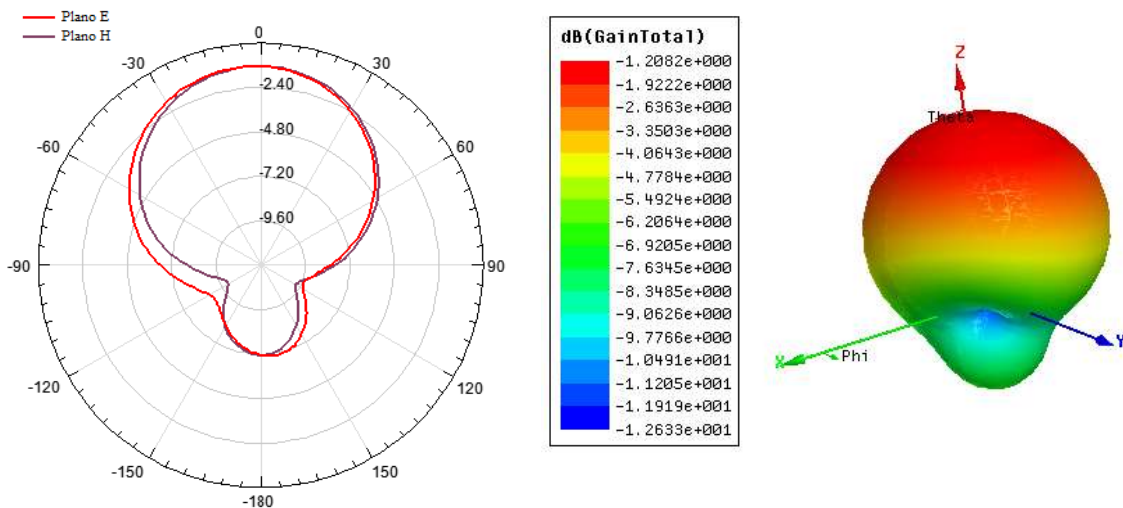 Plano E
Plano H
0
-30
30
-2.40
-60
-4.80
60
-7.20
-9.60
-90
90
-120
120
-150
150
-180
dB(GainTotal)
-1.2082e+000
-1.9222e+000
-2.6363e+000
-3.3503e+000
-4.0643e+000
-4.7784e+000
-5.4924e+000
-6.2064e+000
-6.9205e+000
-7.6345e+000
-8.3485e+000
-9.0626e+000
-9.7766e+000
-1.0491e+001
-1.1205e+001
-1.1919e+001
-1.2633e+001
Z
Theta
X
Phi
Y